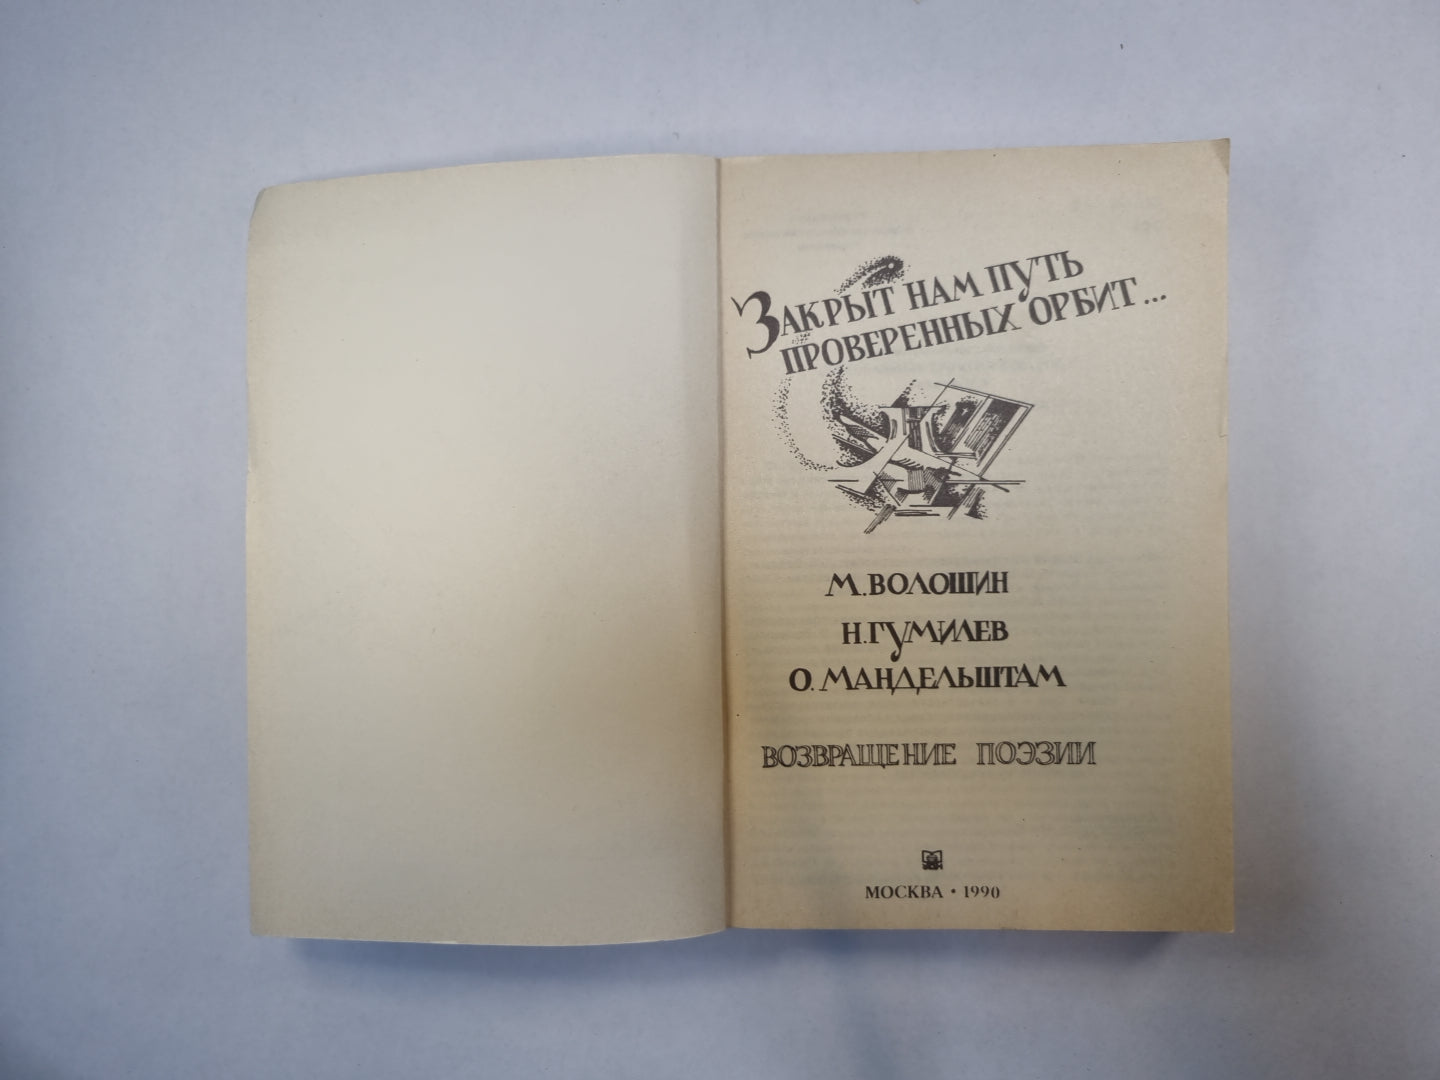 Закрыт нам путь
проверенных орбит...
М. ВОЛОШИН
Н. ГУМИЛЕВ
О. МАНДЕЛЬШТАМ
ВОЗВРАЩЕНИЕ ПОЭЗИИ
МОСКВА • 1990